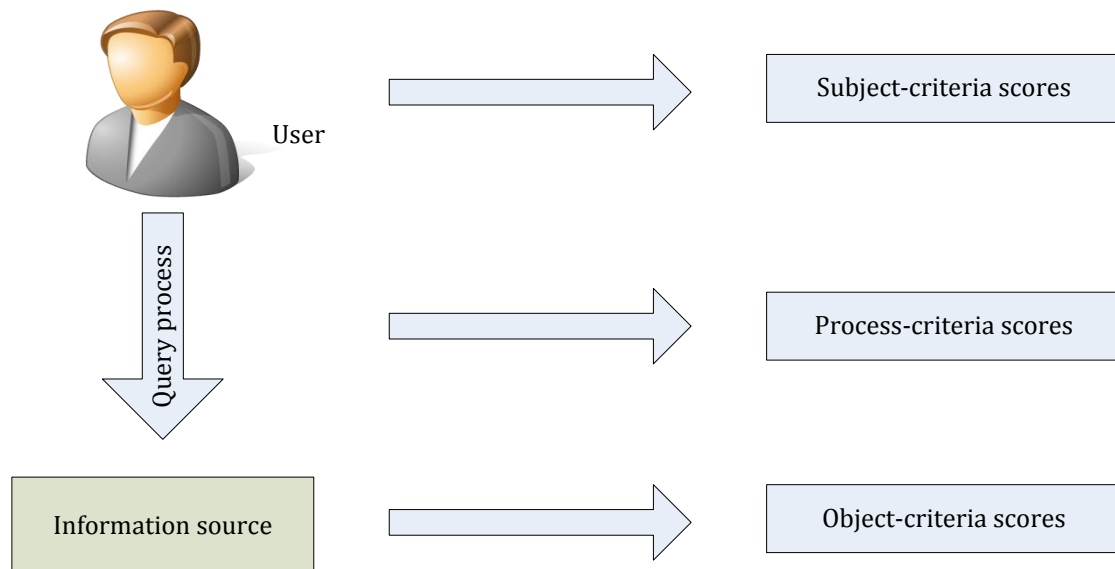 Subject-criteria scores
User
Query process
Process-criteria scores
Information source
Object-criteria scores